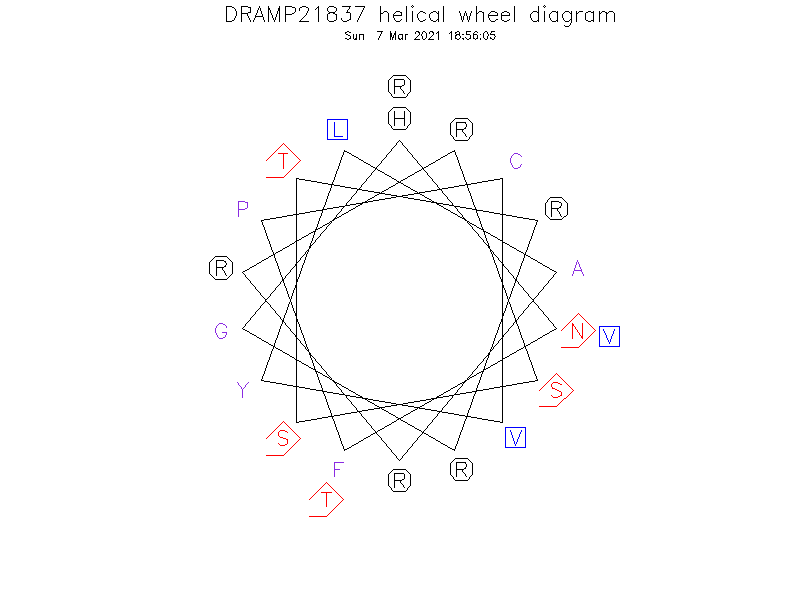 DRAMP21837 helical wheel diagram
Sun 7 Mar 2021 18:56:05
R
L H R
T C
P R
R A
G N V
Y S
S V
F R R
T